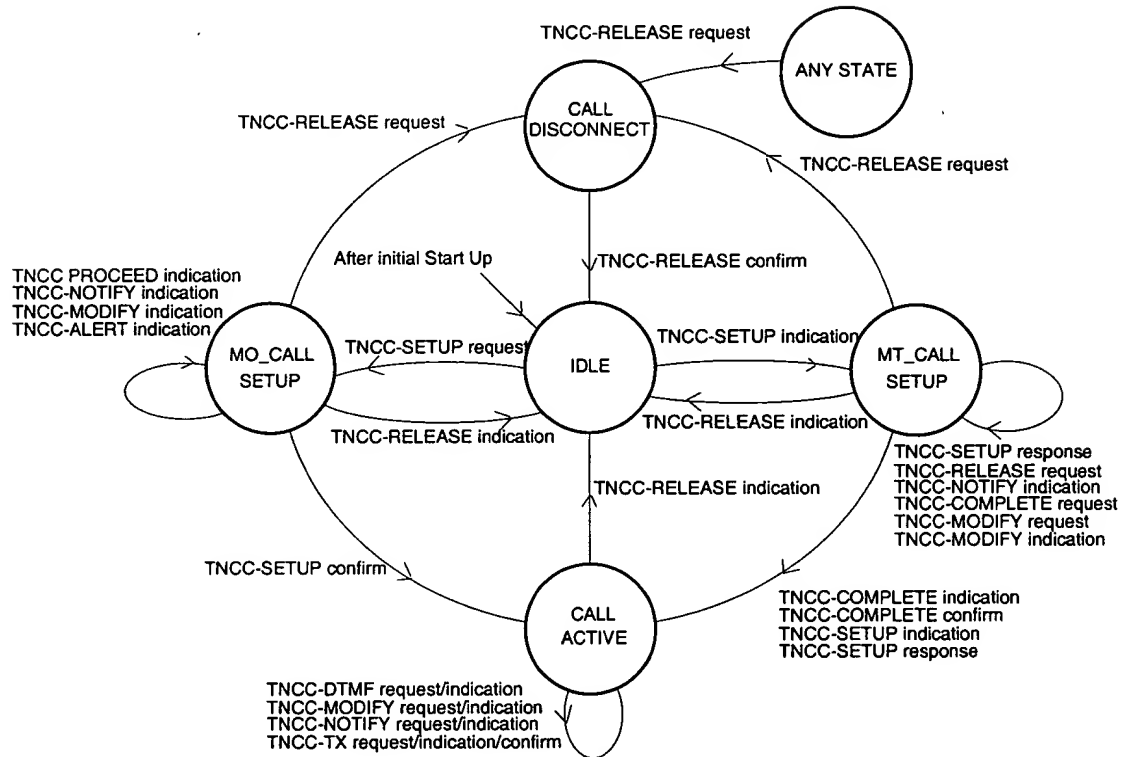 TNCC-RELEASE request
ANY STATE
CALL
DISCONNECT
TNCC-RELEASE request
TNCC-RELEASE request
After initial Start Up
TNCC-RELEASE confirm
TNCC PROCEED indication
TNCC-NOTIFY indication
TNCC-MODIFY indication
TNCC-ALERT indication
MO_CALL
SETUP
TNCC-SETUP request
IDLE
TNCC-SETUP indication
MT_CALL
SETUP
TNCC-RELEASE indication
TNCC-RELEASE indication
TNCC-SETUP response
TNCC-RELEASE request
TNCC-NOTIFY indication
TNCC-COMPLETE request
TNCC-MODIFY request
TNCC-MODIFY indication
TNCC-RELEASE indication
TNCC-SETUP confirm
CALL
ACTIVE
TNCC-COMPLETE indication
TNCC-COMPLETE confirm
TNCC-SETUP indication
TNCC-SETUP response
TNCC-DTMF request/indication
TNCC-MODIFY request/indication
TNCC-NOTIFY request/indication
TNCC-TX request/indication/confirm